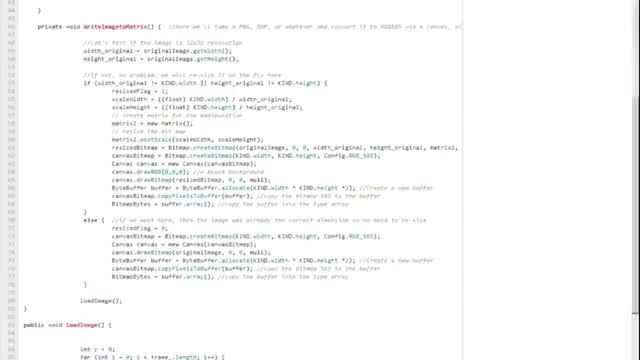 }
private void WriteImagetoMatrix() { //here we'll take a PNG, BMP, or whatever and convert it to RGB565 via a canvas, al
//let's test if the image is 32x32 resolution
width_original = originalImage.getWidth();
height_original = originalImage.getHeight();
//if not, no problem, we will re-size it on the fly here
if (width_original != KIND.width || height_original != KIND.height) {
resizedFlag = 1;
scaleWidth = ((float) KIND.width) / width_original;
scaleHeight = ((float) KIND.height) / height_original;
// create matrix for the manipulation
matrix2 = new Matrix();
// resize the bit map
matrix2.postScale(scaleWidth, scaleHeight);
resizedBitmap = Bitmap.createBitmap(originalImage, 0, 0, width_original, height_original, matrix2,
canvasBitmap = Bitmap.createBitmap(KIND.width, KIND.height, Config.RGB_565);
Canvas canvas = new Canvas(canvasBitmap);
canvas.drawRGB(0,0,0); //a black background
canvas.drawBitmap(resizedBitmap, 0, 0, null);
ByteBuffer buffer = ByteBuffer.allocate(KIND.width * KIND.height *2); //Create a new buffer
canvasBitmap.copyPixelsToBuffer(buffer); //copy the bitmap 565 to the buffer
BitmapBytes = buffer.array(); //copy the buffer into the type array
}
else { //if we went here, then the image was already the correct dimension so no need to re-size
resizedFlag = 0;
canvasBitmap = Bitmap.createBitmap(KIND.width, KIND.height, Config.RGB_565);
Canvas canvas = new Canvas(canvasBitmap);
canvas.drawBitmap(originalImage, 0, 0, null);
ByteBuffer buffer = ByteBuffer.allocate(KIND.width * KIND.height *2); //Create a new buffer
canvasBitmap.copyPixelsToBuffer(buffer); //copy the bitmap 565 to the buffer
BitmapBytes = buffer.array(); //copy the buffer into the type array
}
loadImage();
}
public void loadImage() {
int y = 0;
for (int i = 0; i < frame_.length; i++) {